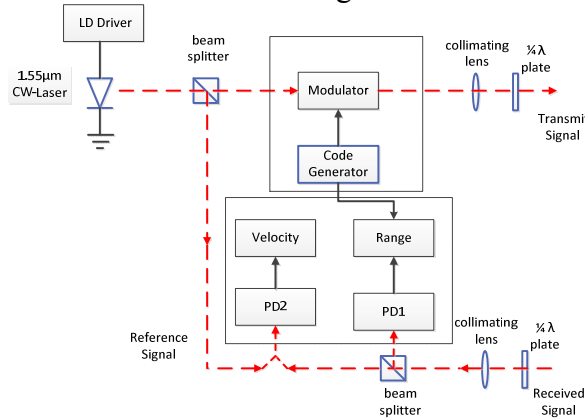 LD Driver
beam
splitter
1.55µm
CW-Laser
Modulator
collimating
lens
¼λ
plate
Transmit
Signal
Code
Generator
Velocity
Range
PD2
PD1
Reference
Signal
collimating
lens
¼λ
plate
beam
splitter
Received
Signal